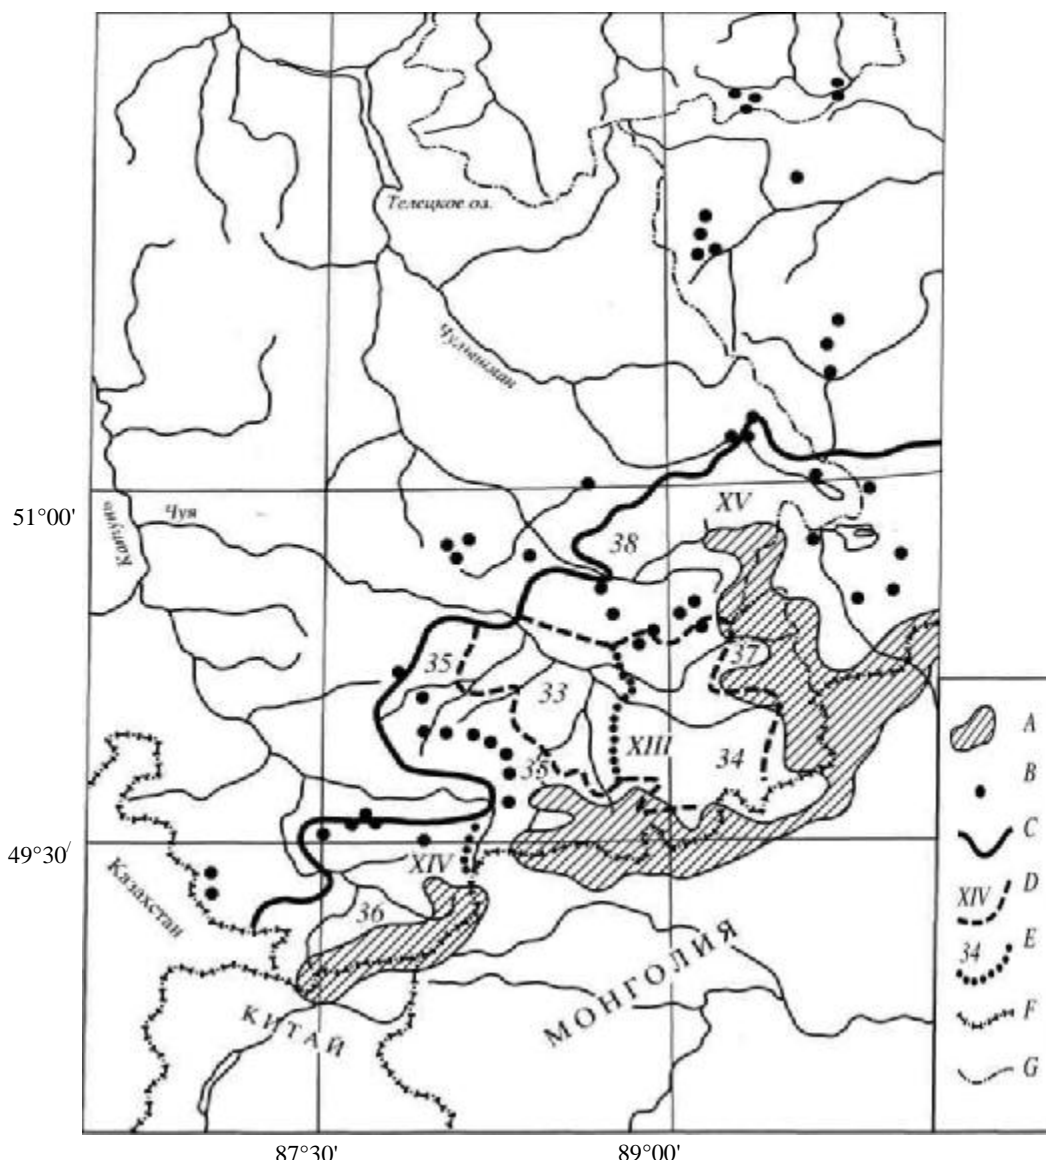 Телецкое оз.
Чулышман
51°00'
Чуя
Катунь
XV
38
35
33
37
XIII
34
35
49°30'
XIV
Казахстан
36
МОНГОЛИЯ
КИТАЙ
87°30'
89°00'
A
B
C
XIV D
34 E
F
G